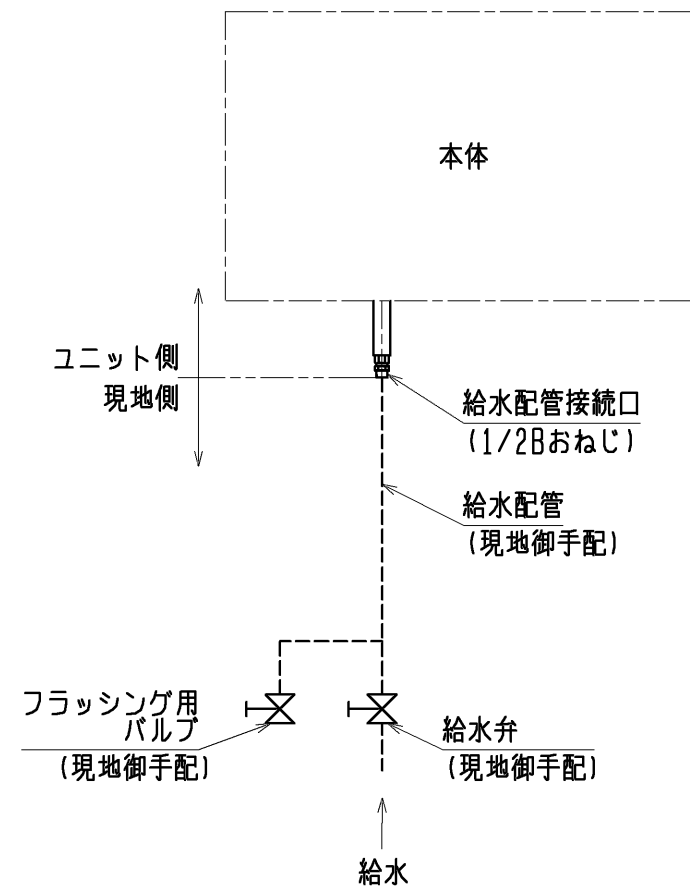 本体
ユニット側
現地側
給水配管接続口
(1/2Bおねじ)
給水配管
(現地御手配)
フラッシング用
バルブ
(現地御手配)
給水弁
(現地御手配)
給水